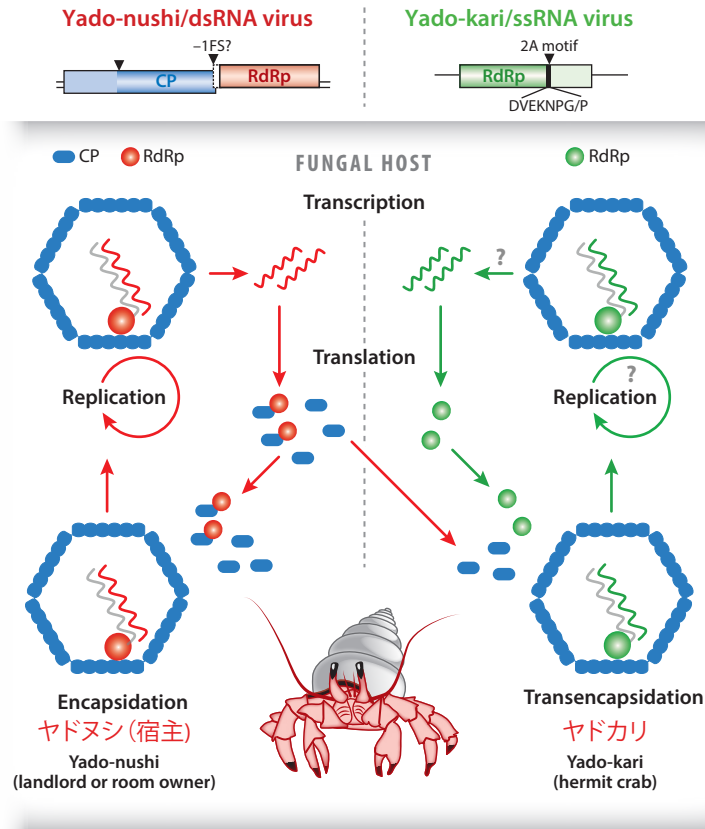 Yado-nushi/dsRNA virus
–1FS?
CP
RdRp
Yado-kari/ssRNA virus
2A motif
RdRp
DVEKNPG/P
CP
RdRp
FUNGAL HOST
RdRp
Transcription
?
Translation
Replication
Replication
?
Encapsidation
ヤドヌシ（宿主)
Yado-nushi
(landlord or room owner)
Transencapsidation
ヤドカリ
Yado-kari
(hermit crab)